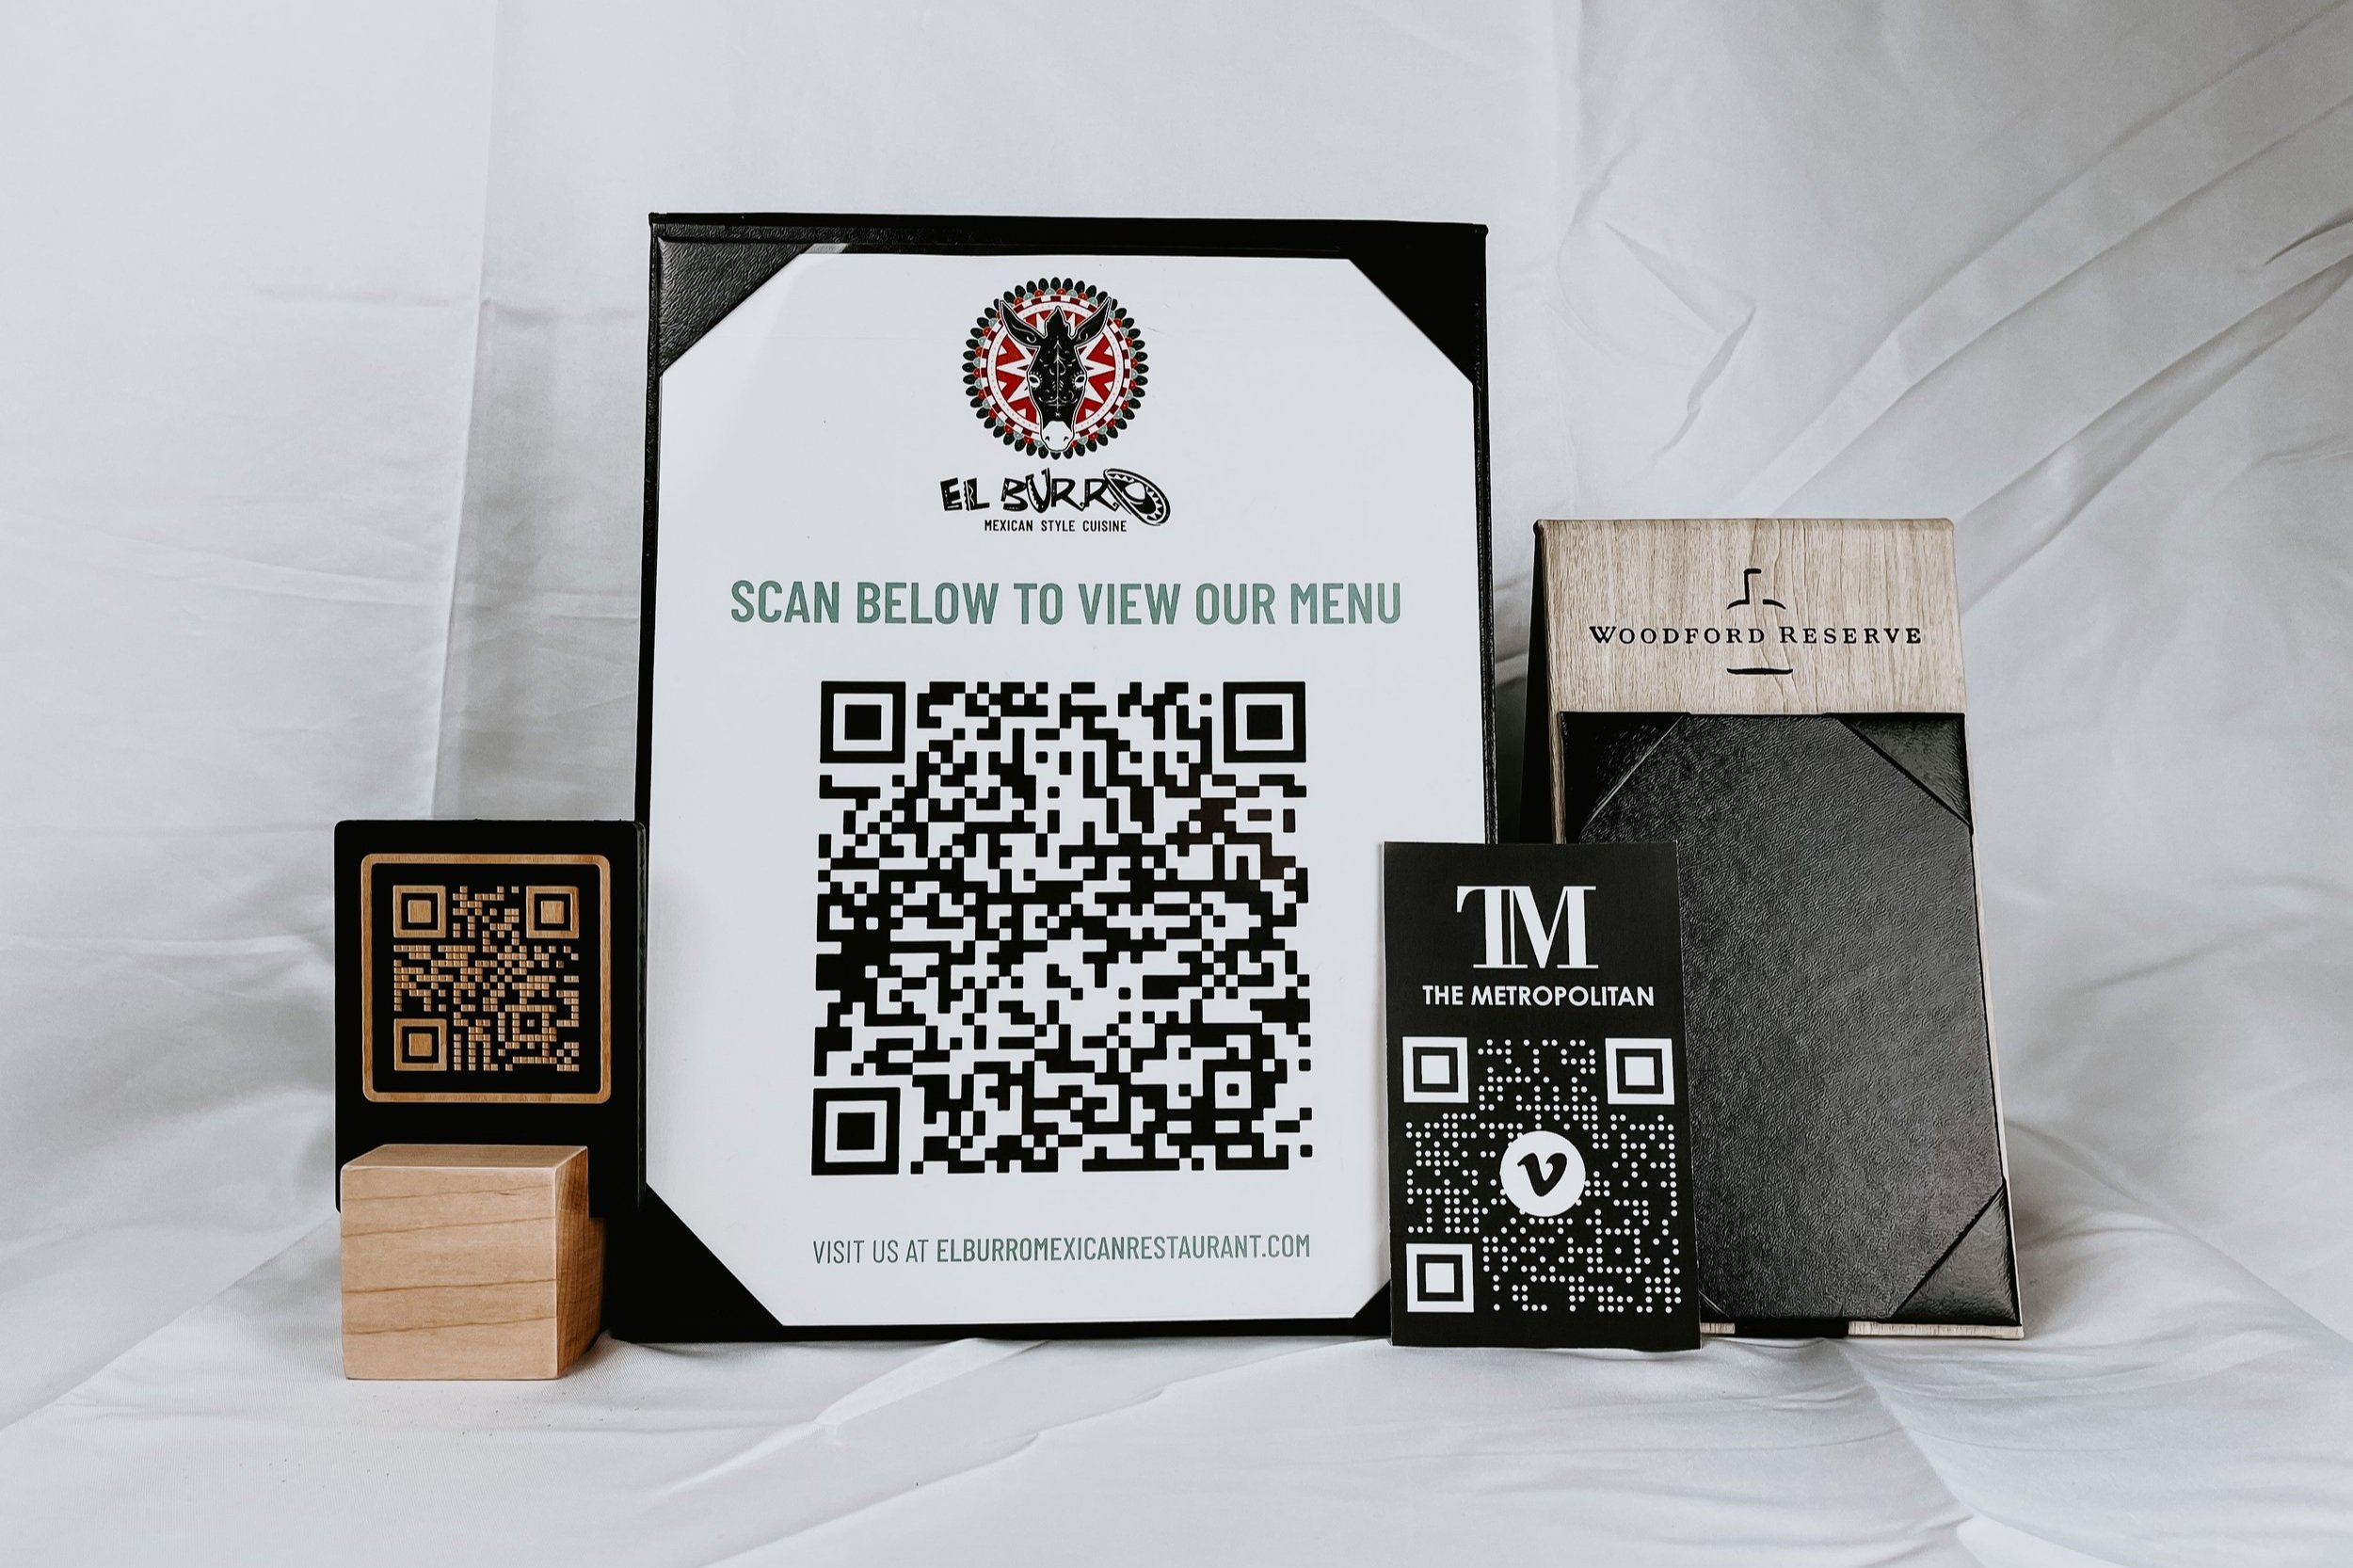 EL BURRO
MEXICAN STYLE CUISINE
SCAN BELOW TO VIEW OUR MENU
VISIT US AT ELBURROMEXICANRESTAURANT.COM
TM
THE METROPOLITAN
V
WOODFORD RESERVE